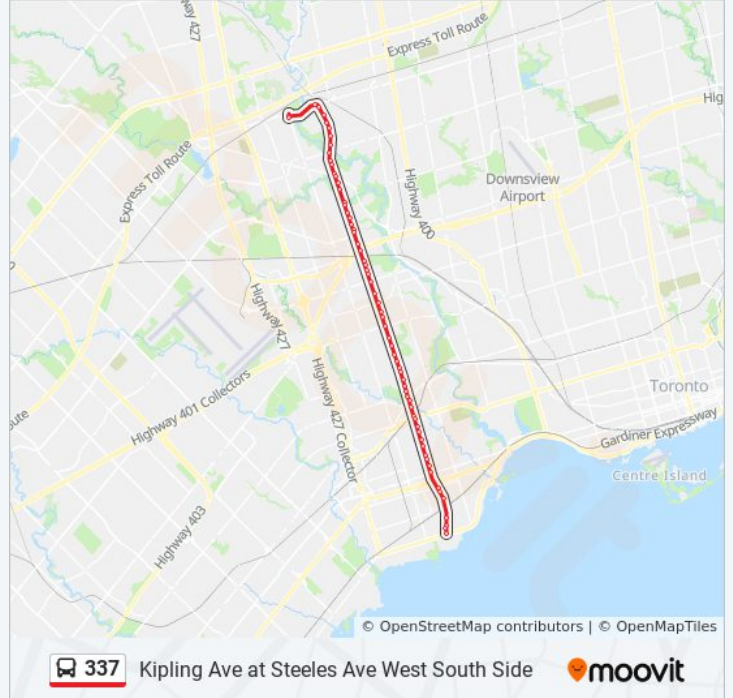 way 427
Highway 427
Express Toll Route
Hig
Express Toll Route
Highway 400
Downsview
Airport
Highway 427
Highway 427 Collector
Highway 401 Collectors
Toronto
Gardiner Expressway
oute
Centre Island
Highway 403
© OpenStreetMap contributors | © OpenMapTiles
337
Kipling Ave at Steeles Ave West South Side
moovit